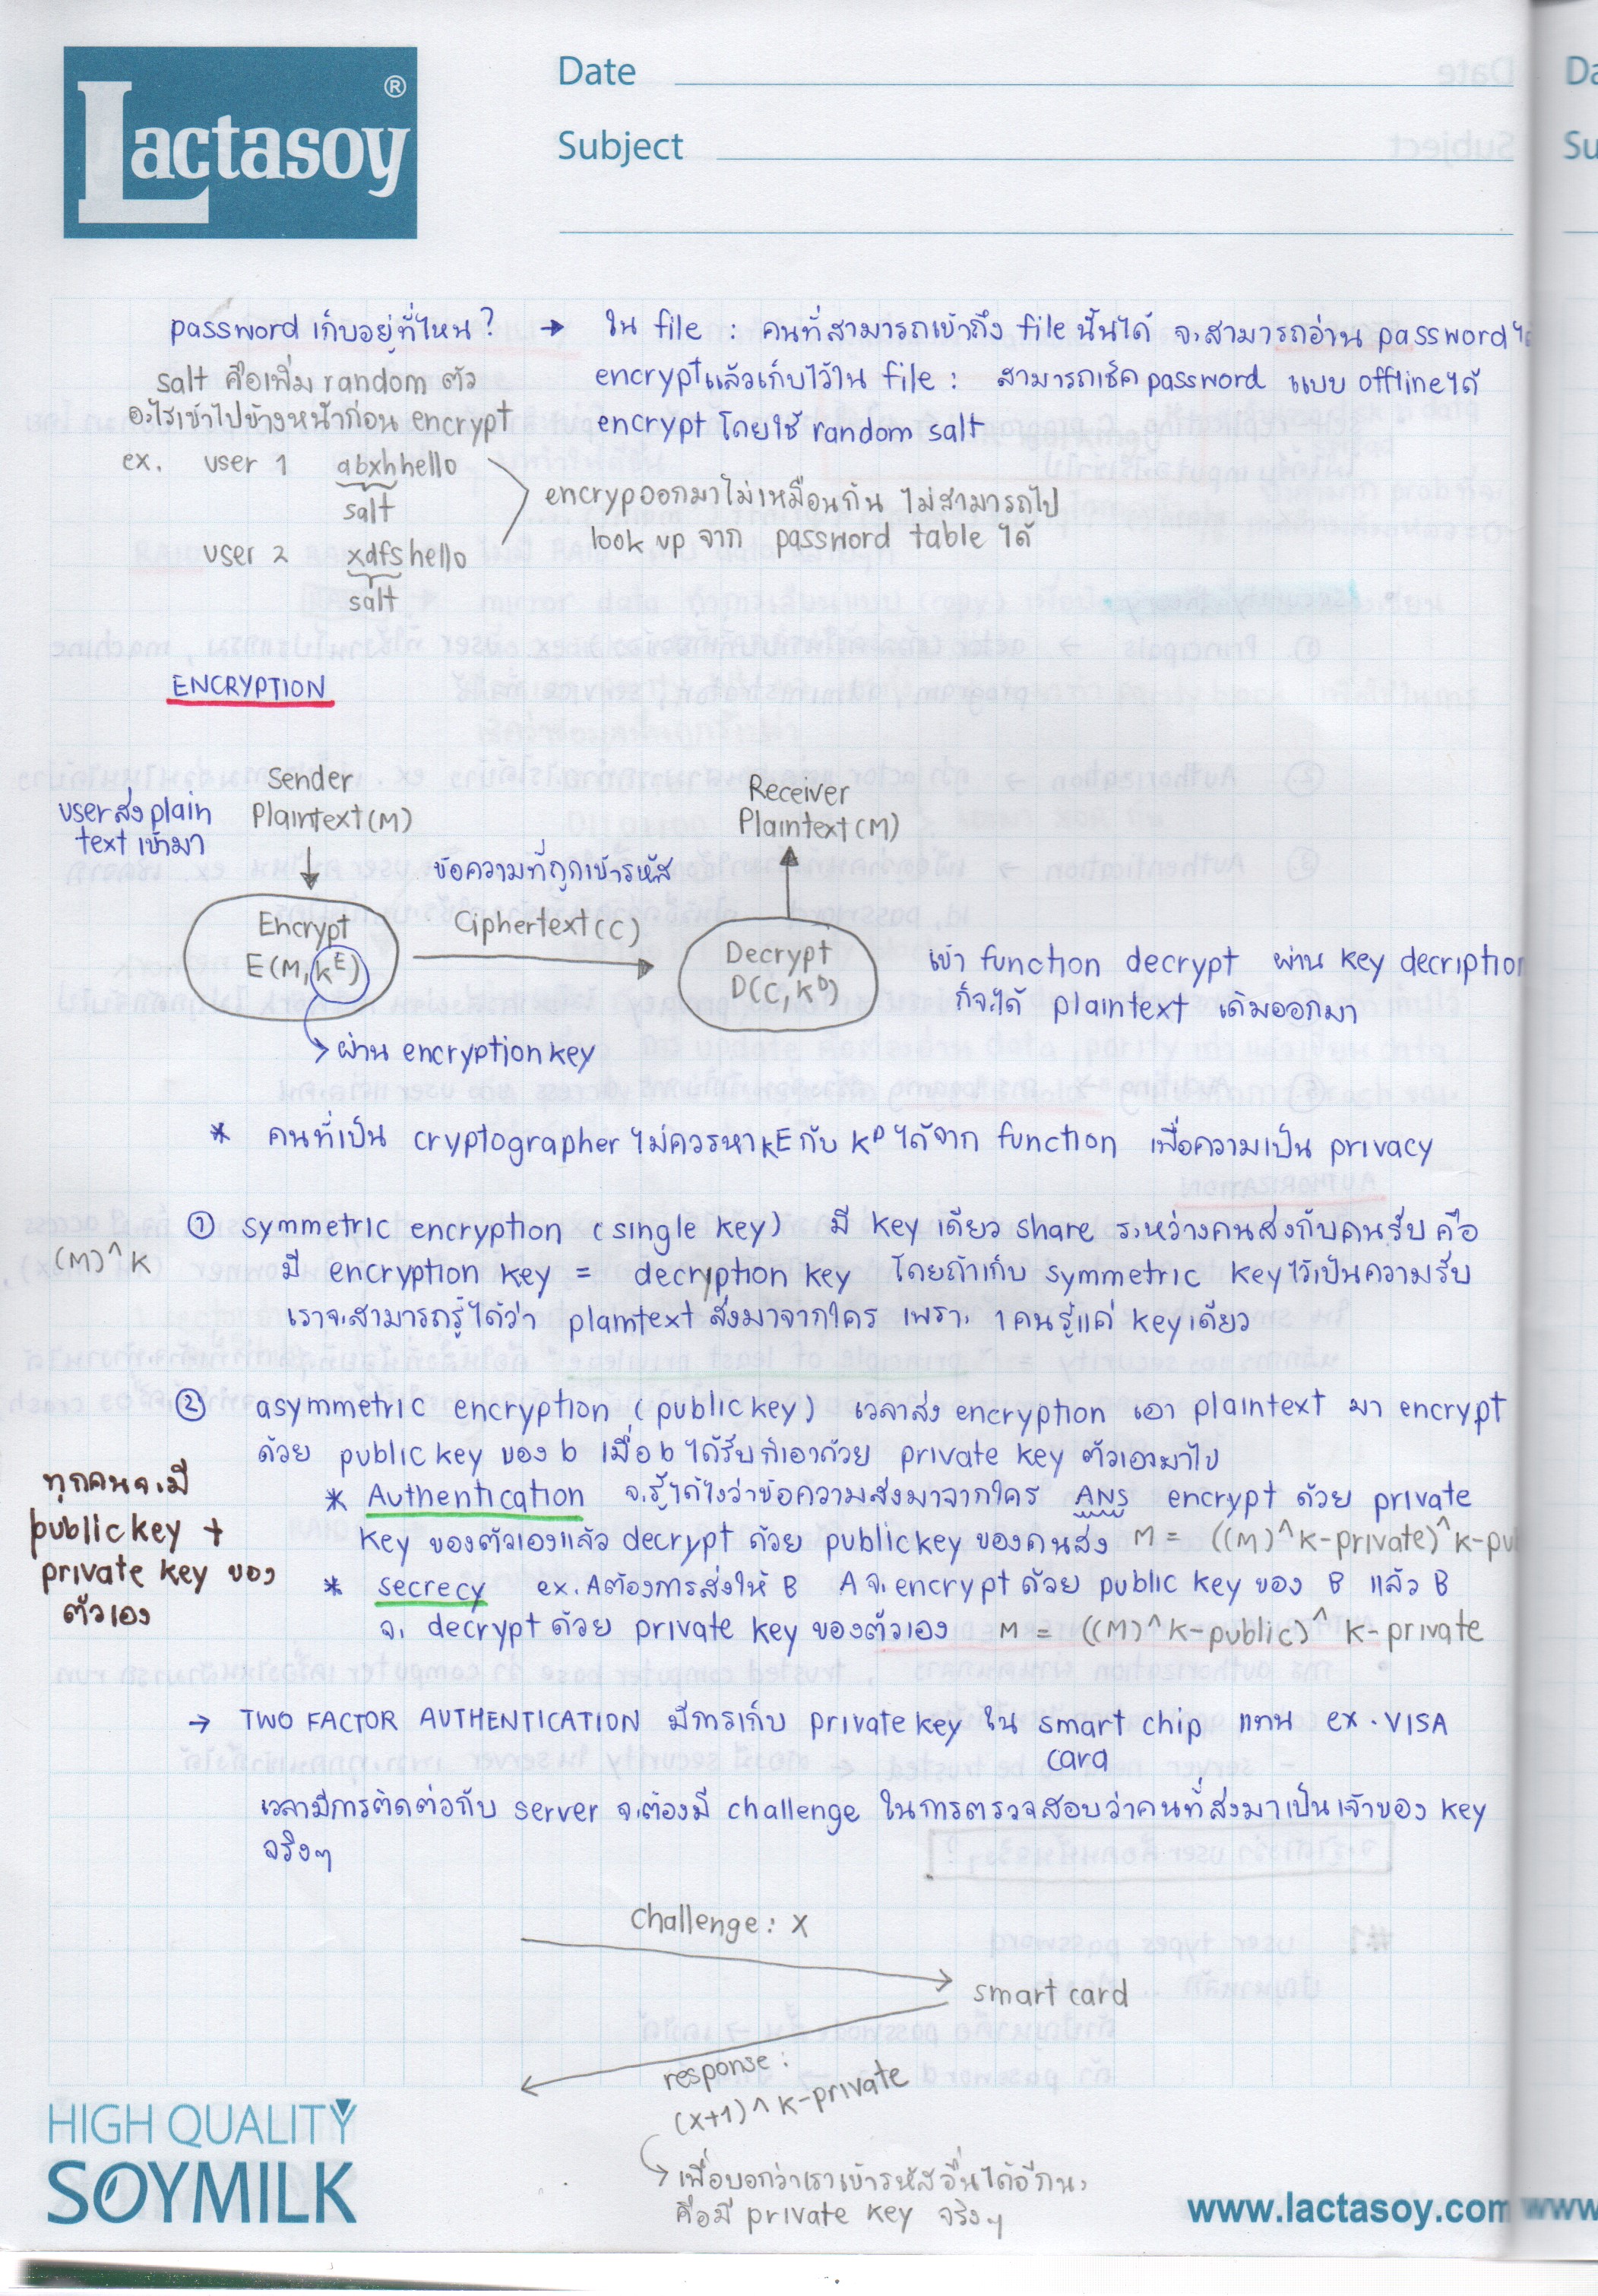 Lactasoy ®
Date
Subject
password เก็บอยู่ที่ไหน? → ใน file : คนที่สามารถเข้าถึง file นั้นได้ จะสามารถอ่าน password
encrypt แล้วเก็บไว้ใน file : สามารถเช็ค password แบบ offline ได้
encrypt โดยใช้ random salt
salt คือเพิ่ม random ตัว
อะไรเข้าไปข้างหน้าก่อน encrypt
ex. user 1 abxhhello
salt
user 2 xdfshello
salt
encrypออกมาไม่เหมือนกัน ไม่สามารถไป
look up จาก password table ได้
ENCRYPTION
Sender
Plaintext (M)
user ส่ง plain
text เข้ามา
Receiver
Plaintext (M)
ข้อความที่ถูกเข้ารหัส
Ciphertext (C)
Encrypt
E(M, K^E)
Decrypt
D(C, K^D)
→ ผ่าน encryption key
เข้า function decrypt ผ่าน key decription
ก็จะได้ plaintext เดิมออกมา
* คนที่เป็น cryptographer ไม่ควรหา K^E กับ K^D ได้จาก function เพื่อความเป็น privacy
① symmetric encryption (single key) มี key เดียว share ระหว่างคนส่งกับคนรับ คือ
(M)^K
มี encryption key = decryption key โดยถ้าเก็บ symmetric key ไว้เป็นความรับ
เราจะสามารถรู้ได้ว่า plaintext ส่งมาจากใคร เพราะ 1 คนรู้แค่ key เดียว
② asymmetric encryption (public key) เวลาส่ง encryption เอา plaintext มา encrypt
ด้วย public key ของ b เมื่อ b ได้รับก็เอาด้วย private key ตัวเอง
ทุกคนจะมี
public key +
private key ของ
ตัวเอง
* Authentication จะรู้ได้ไงว่าข้อความส่งมาจากใคร ANS encrypt ด้วย private
key ของตัวเองแล้ว decrypt ด้วย public key ของคนส่ง M = ((M)^K-private)^K-pu
* secrecy ex. A ต้องการส่งให้ B A จะ encrypt ด้วย public key ของ B แล้ว B
จะ decrypt ด้วย private key ของตัวเอง M = ((M)^K-public)^ K-private
→ TWO FACTOR AUTHENTICATION มีการเก็บ private key ใน smart chip แทน ex. VISA
card
เวลามีการติดต่อกับ server จะต้องมี challenge ในการตรวจสอบว่าคนที่ส่งมาเป็นเจ้าของ key
จริงๆ
challenge : X
smart card
response :
(x+1)^K-private
→ เพื่อบอกว่าเราเข้ารหัสอื่นได้อีกนะ
คือมี private key จริงๆ
HIGH QUALITY
SOYMILK
www.lactasoy.com